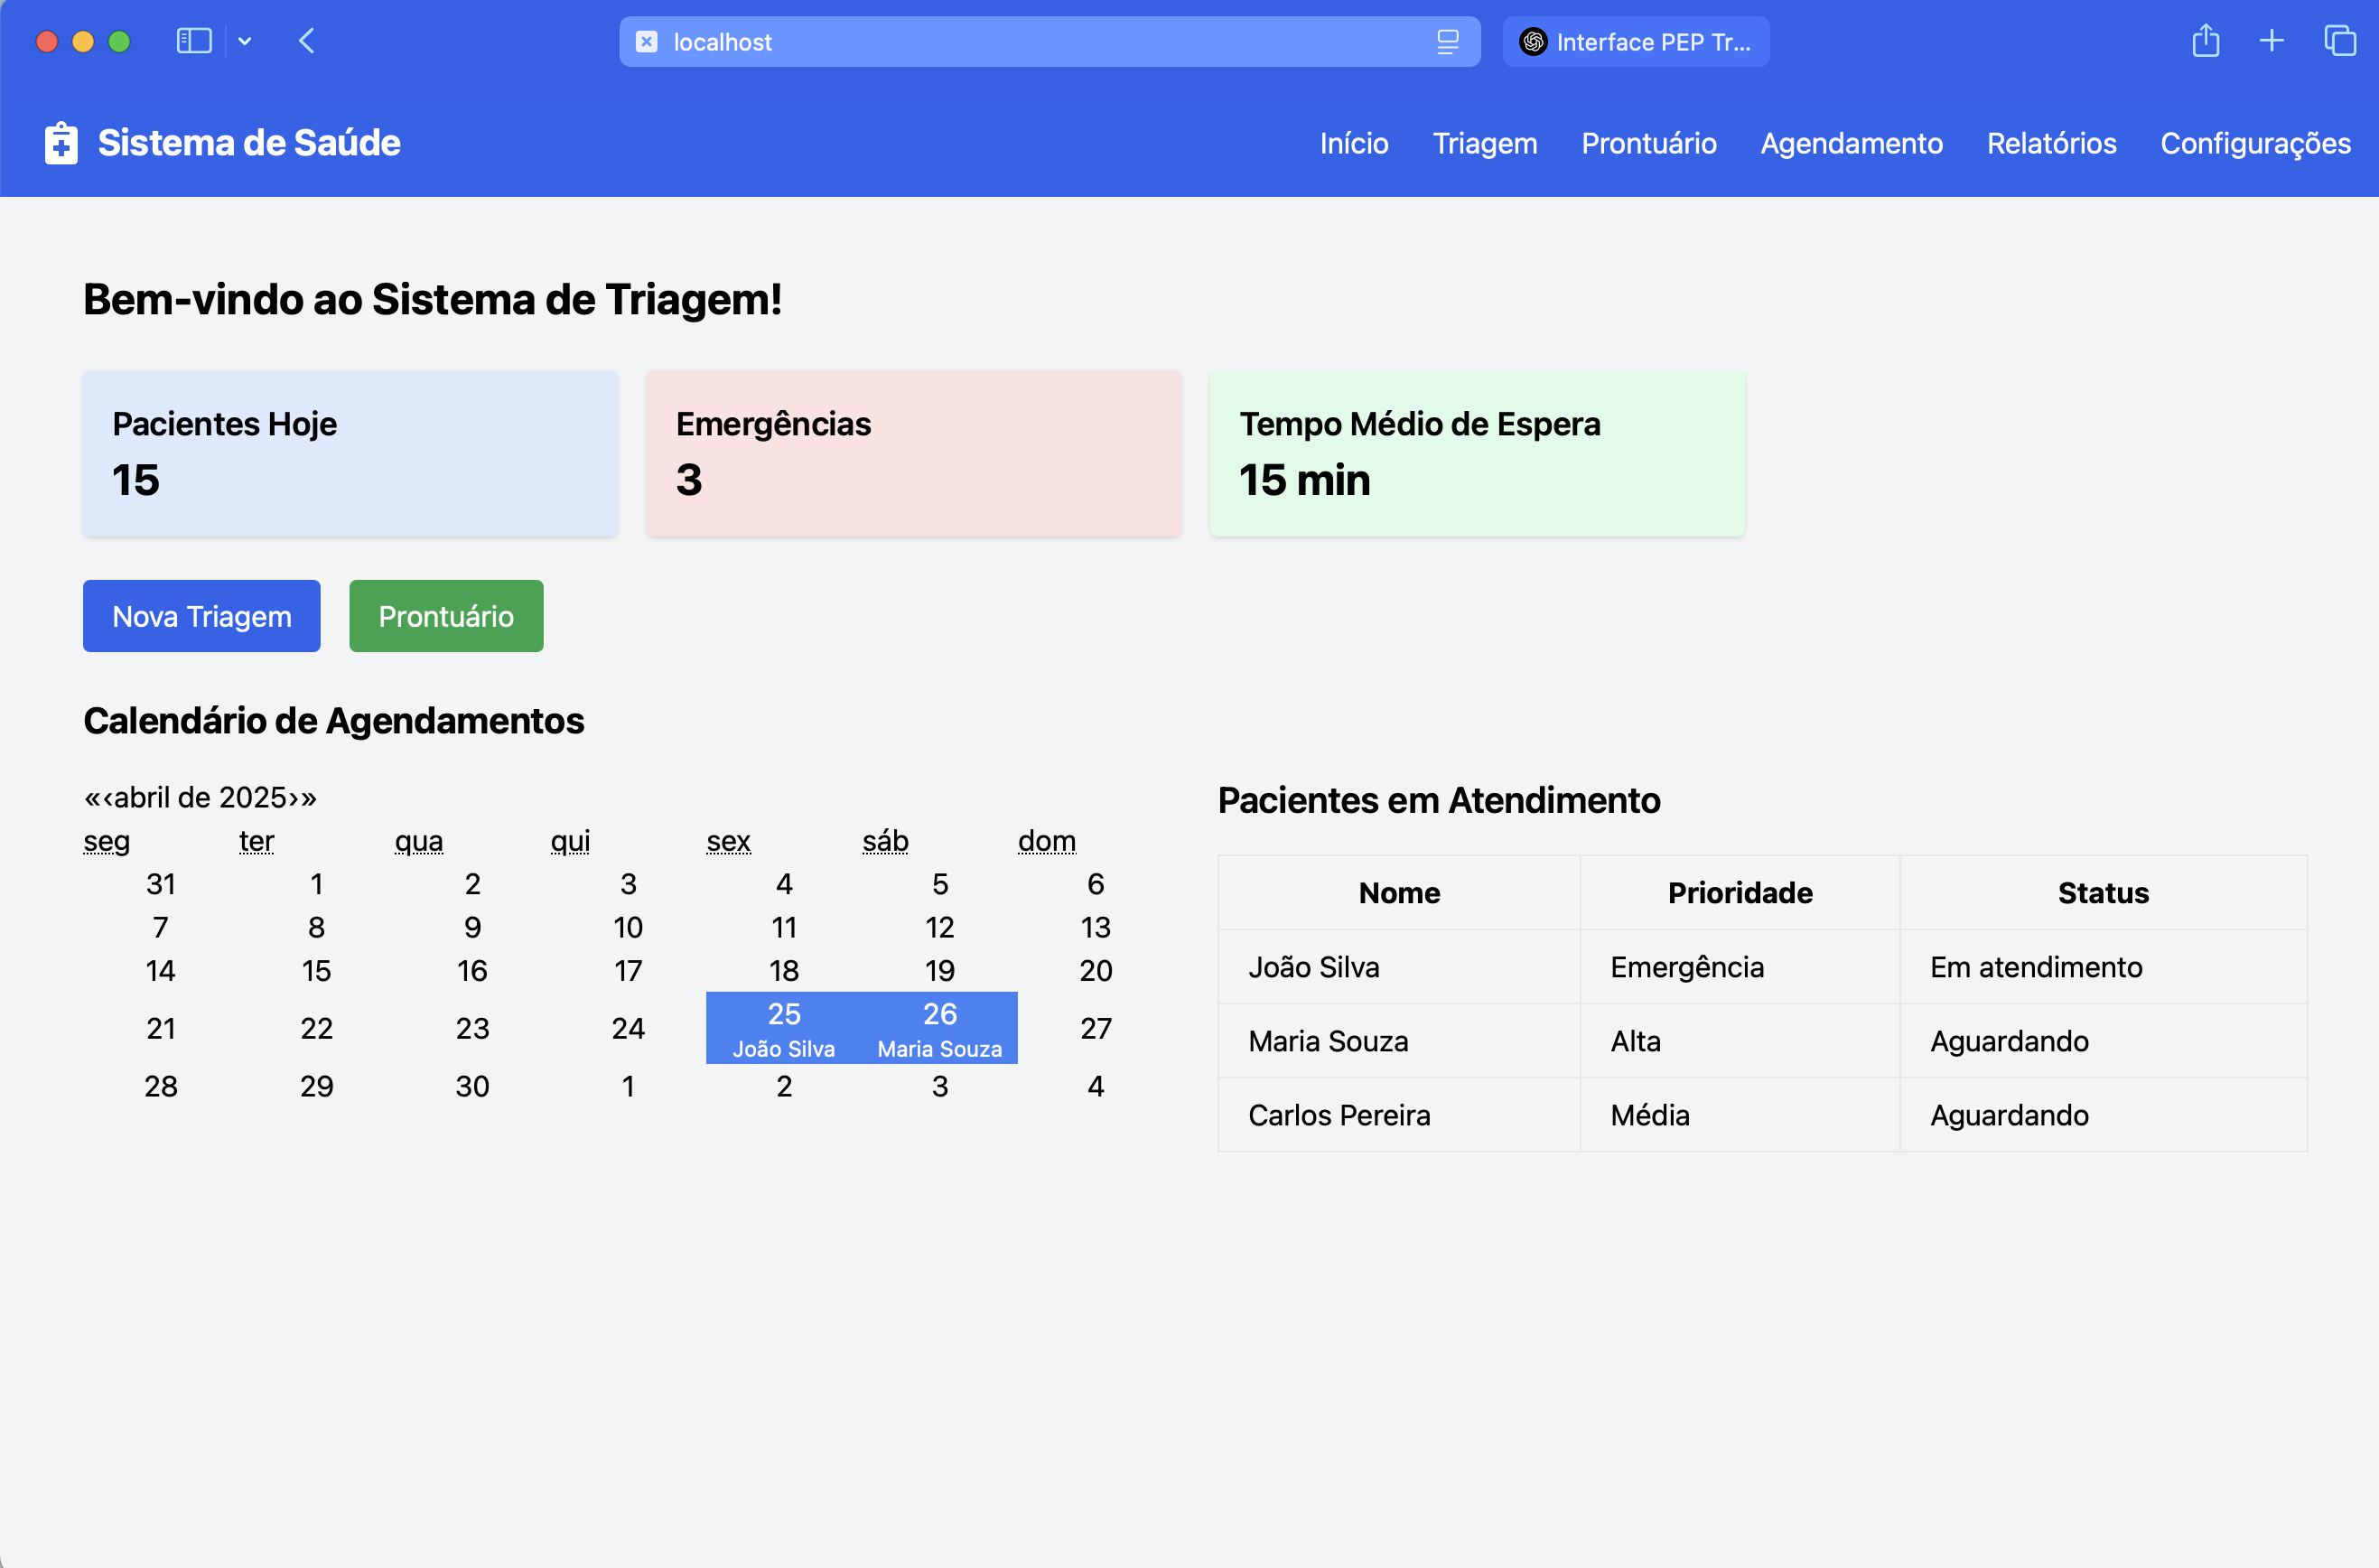 localhost
Interface PEP Tr...
Sistema de Saúde
Início Triagem Prontuário Agendamento Relatórios Configurações
Bem-vindo ao Sistema de Triagem!
Pacientes Hoje
15
Emergências
3
Tempo Médio de Espera
15 min
Nova Triagem
Prontuário
Calendário de Agendamentos
«‹abril de 2025›»
seg ter qua qui sex sáb dom
31 1 2 3 4 5 6
7 8 9 10 11 12 13
14 15 16 17 18 19 20
21 22 23 24 25 26 27
João Silva Maria Souza
28 29 30 1 2 3 4
Pacientes em Atendimento
Nome Prioridade Status
João Silva Emergência Em atendimento
Maria Souza Alta Aguardando
Carlos Pereira Média Aguardando